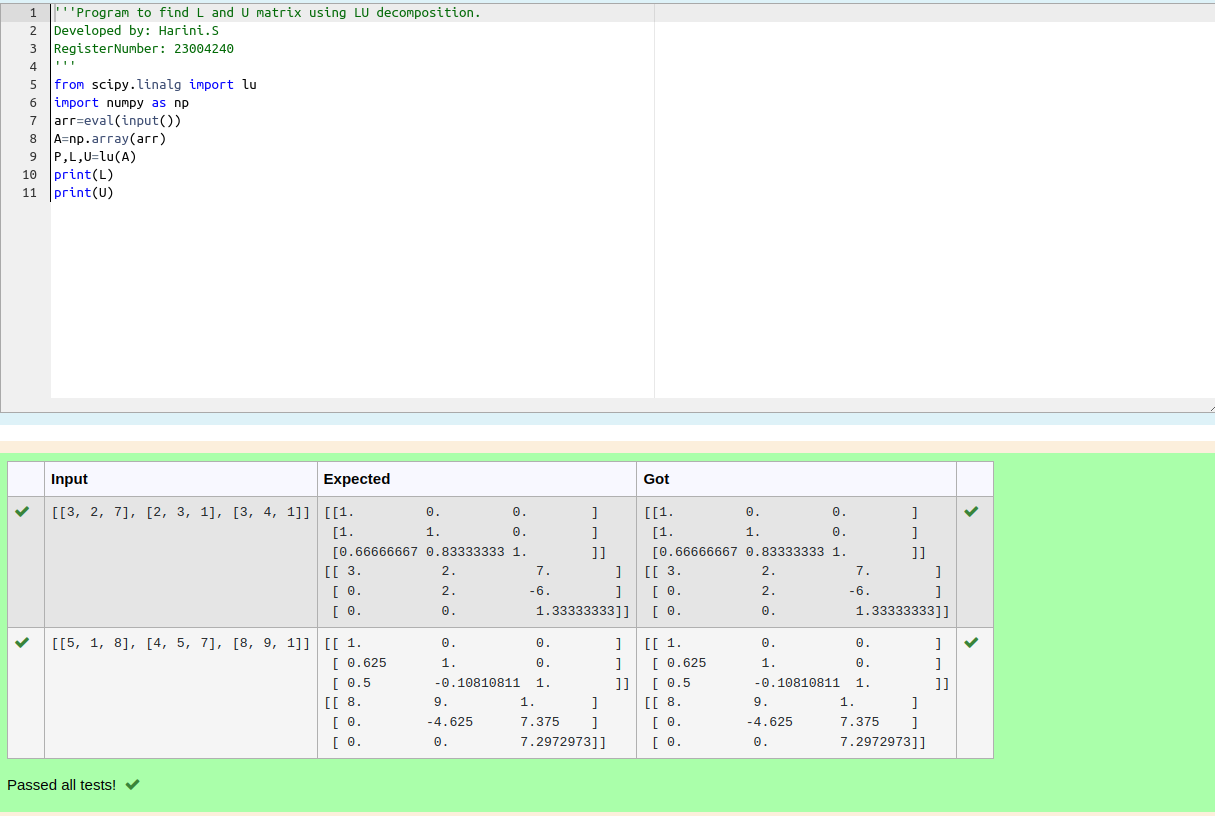 1 '''Program to find L and U matrix using LU decomposition.
2 Developed by: Harini.S
3 RegisterNumber: 23004240
4 '''
5 from scipy.linalg import lu
6 import numpy as np
7 arr=eval(input())
8 A=np.array(arr)
9 P,L,U=lu(A)
10 print(L)
11 print(U)
Input Expected Got
[[3, 2, 7], [2, 3, 1], [3, 4, 1]] [[1. 0. 0. ] [[1. 0. 0. ]
[1. 1. 0. ] [1. 1. 0. ]
[0.66666667 0.83333333 1. ]] [0.66666667 0.83333333 1. ]]
[[ 3. 2. 7. ] [[ 3. 2. 7. ]
[ 0. 2. -6. ] [ 0. 2. -6. ]
[ 0. 0. 1.33333333]] [ 0. 0. 1.33333333]]
[[5, 1, 8], [4, 5, 7], [8, 9, 1]] [[ 1. 0. 0. ] [[ 1. 0. 0. ]
[ 0.625 1. 0. ] [ 0.625 1. 0. ]
[ 0.5 -0.10810811 1. ]] [ 0.5 -0.10810811 1. ]]
[[ 8. 9. 1. ] [[ 8. 9. 1. ]
[ 0. -4.625 7.375 ] [ 0. -4.625 7.375 ]
[ 0. 0. 7.2972973]] [ 0. 0. 7.2972973]]
Passed all tests!